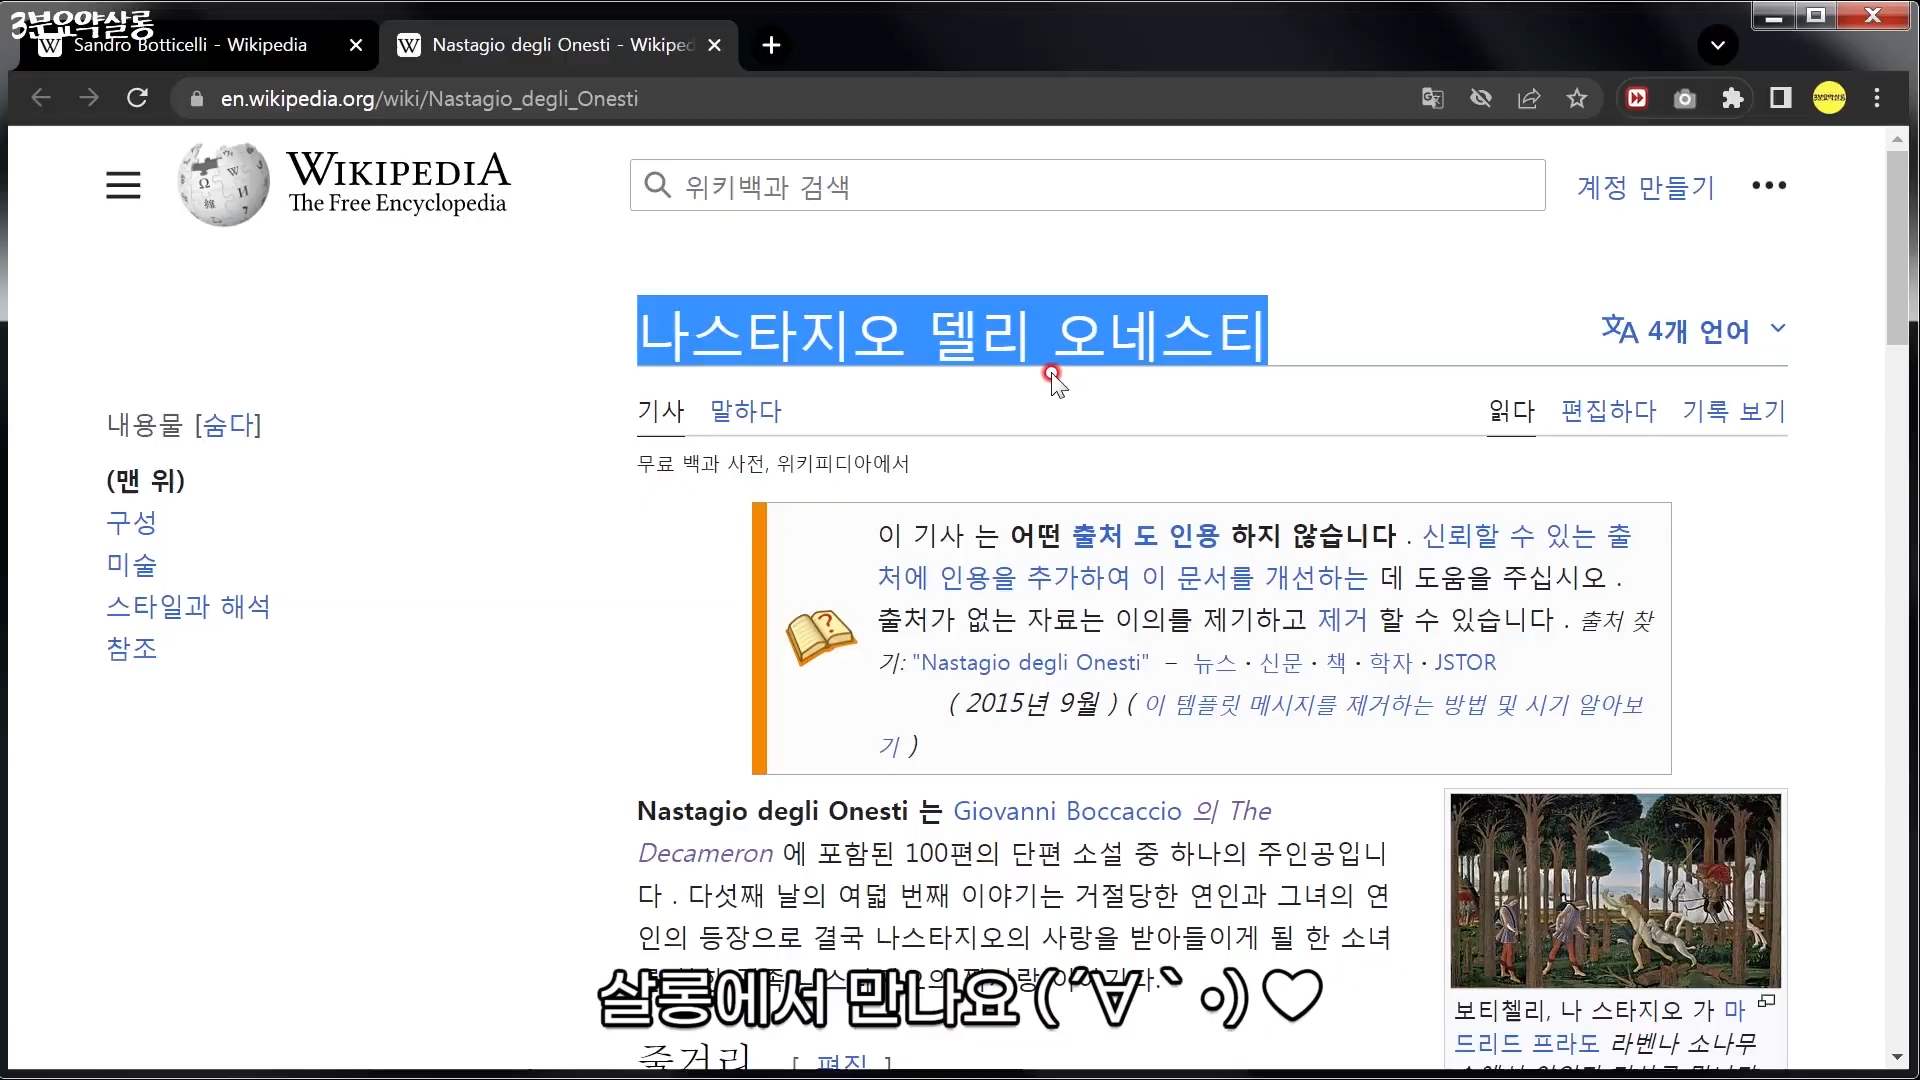 3분요약살롱
Sandro Botticelli - Wikipedia
Nastagio degli Onesti - Wikiped
en.wikipedia.org/wiki/Nastagio_degli_Onesti
WIKIPEDIA
The Free Encyclopedia
위키백과 검색
계정 만들기
나스타지오 델리 오네스티
4개 언어
기사 말하다
읽다 편집하다 기록 보기
무료 백과 사전, 위키피디아에서
내용물 [숨다]
(맨 위)
구성
미술
스타일과 해석
참조
이 기사 는 어떤 출처 도 인용 하지 않습니다 . 신뢰할 수 있는 출
처에 인용을 추가하여 이 문서를 개선하는 데 도움을 주십시오 .
출처가 없는 자료는 이의를 제기하고 제거 할 수 있습니다 . 출처 찾
기: "Nastagio degli Onesti" – 뉴스 · 신문 · 책 · 학자 · JSTOR
( 2015년 9월 ) ( 이 템플릿 메시지를 제거하는 방법 및 시기 알아보
기 )
Nastagio degli Onesti 는 Giovanni Boccaccio 의 The
Decameron 에 포함된 100편의 단편 소설 중 하나의 주인공입니
다 . 다섯째 날의 여덟 번째 이야기는 거절당한 연인과 그녀의 연
인의 등장으로 결국 나스타지오의 사랑을 받아들이게 될 한 소녀
살롱에서 만나요 (´∀`•)♡
줄거리 [ 편집 ]
보티첼리, 나 스타지오 가 마
드리드 프라도 라벤나 소나무